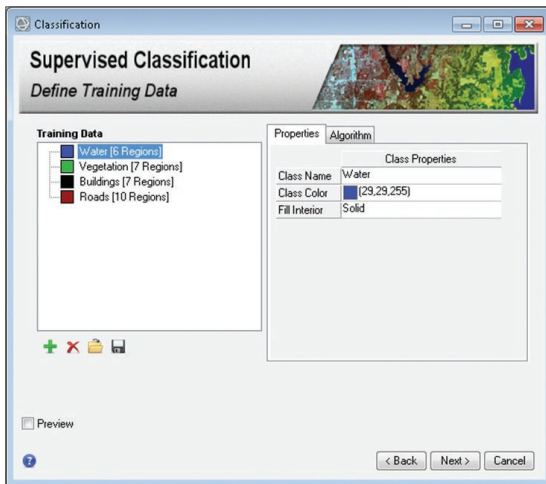 Classification
Supervised Classification
Define Training Data
Training Data
Water [6 Regions]
Vegetation [7 Regions]
Buildings [7 Regions]
Roads [10 Regions]
Properties Algorithm
Class Properties
Class Name Water
Class Color (29,29,255)
Fill Interior Solid
Preview
< Back Next > Cancel